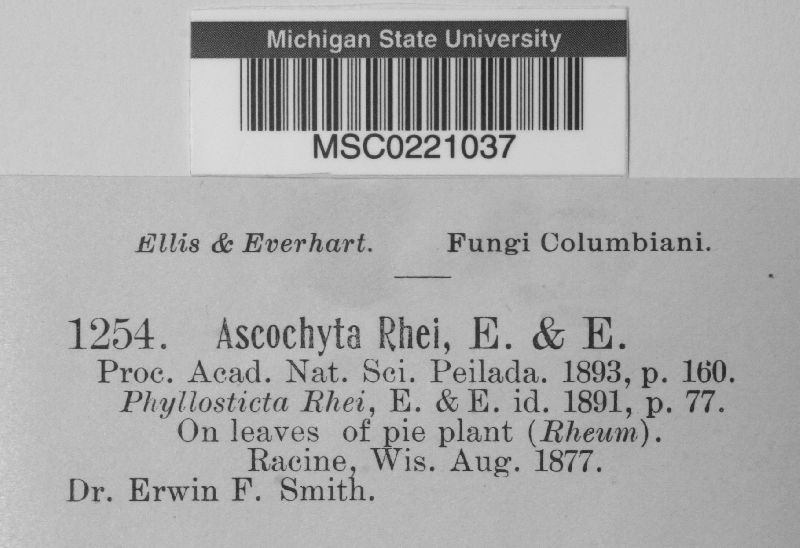 Michigan State University
MSC0221037
Ellis & Everhart. Fungi Columbiani.
1254. Ascochyta Rhei, E. & E.
Proc. Acad. Nat. Sci. Peilada. 1893, p. 160.
Phyllosticta Rhei, E. & E. id. 1891, p. 77.
On leaves of pie plant (Rheum).
Racine, Wis. Aug. 1877.
Dr. Erwin F. Smith.